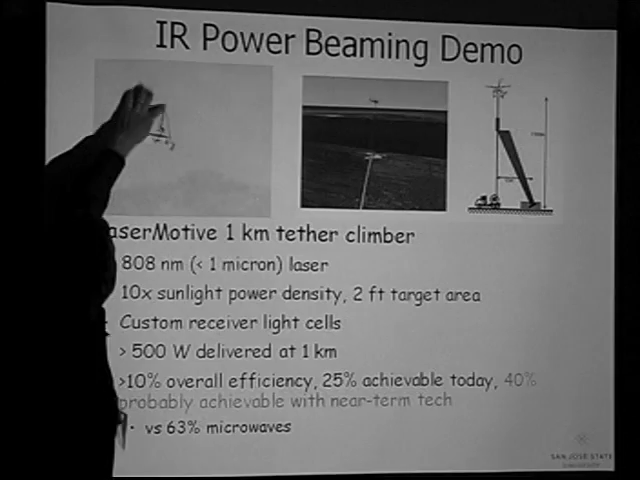 IR Power Beaming Demo
aserMotive 1 km tether climber
808 nm (< 1 micron) laser
10x sunlight power density, 2 ft target area
Custom receiver light cells
> 500 W delivered at 1 km
>10% overall efficiency, 25% achievable today, 40%
probably achievable with near-term tech
· vs 63% microwaves
SAN JOSÉ STATE